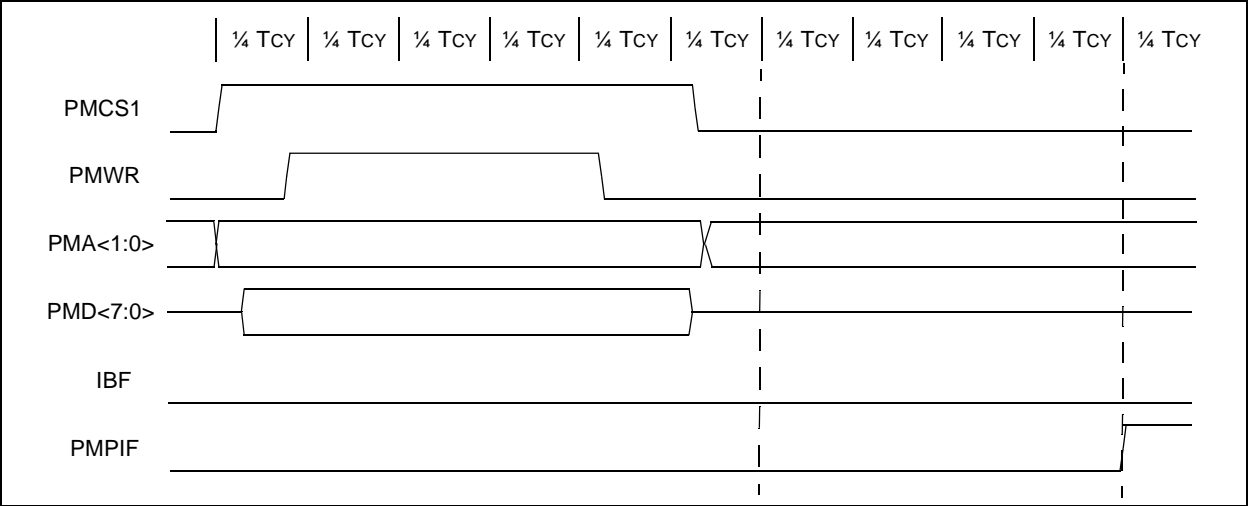 ¼ TCY ¼ TCY ¼ TCY ¼ TCY ¼ TCY ¼ TCY ¼ TCY ¼ TCY ¼ TCY ¼ TCY ¼ TCY
PMCS1
PMWR
PMA<1:0>
PMD<7:0>
IBF
PMPIF